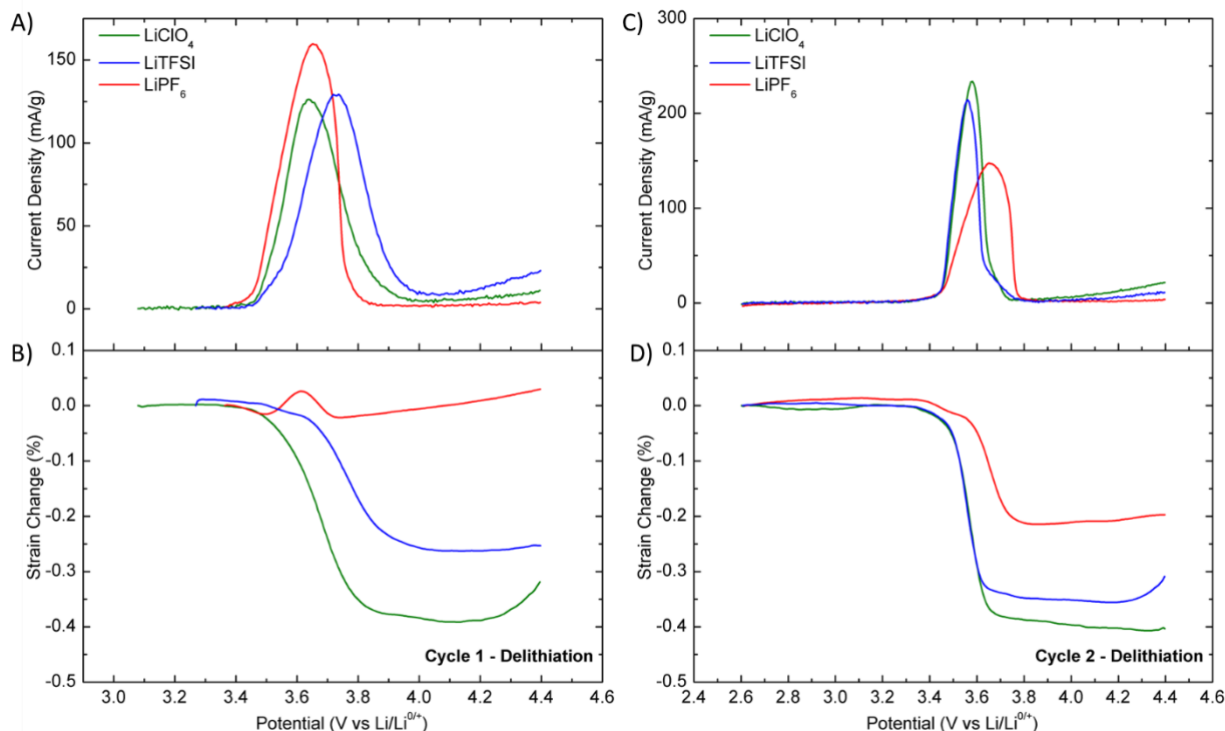 A)
LiClO₄
LiTFSI
LiPF₆
150
100
50
0
Current Density (mA/g)
B)
0.1
0.0
-0.1
-0.2
-0.3
-0.4
-0.5
Strain Change (%)
Cycle 1 - Delithiation
3.0 3.2 3.4 3.6 3.8 4.0 4.2 4.4 4.6
Potential (V vs Li/Li⁰ᐟ⁺)
C)
LiClO₄
LiTFSI
LiPF₆
300
200
100
0
Current Density (mA/g)
D)
0.1
0.0
-0.1
-0.2
-0.3
-0.4
-0.5
Strain Change (%)
Cycle 2 - Delithiation
2.4 2.6 2.8 3.0 3.2 3.4 3.6 3.8 4.0 4.2 4.4 4.6
Potential (V vs Li/Li⁰ᐟ⁺)